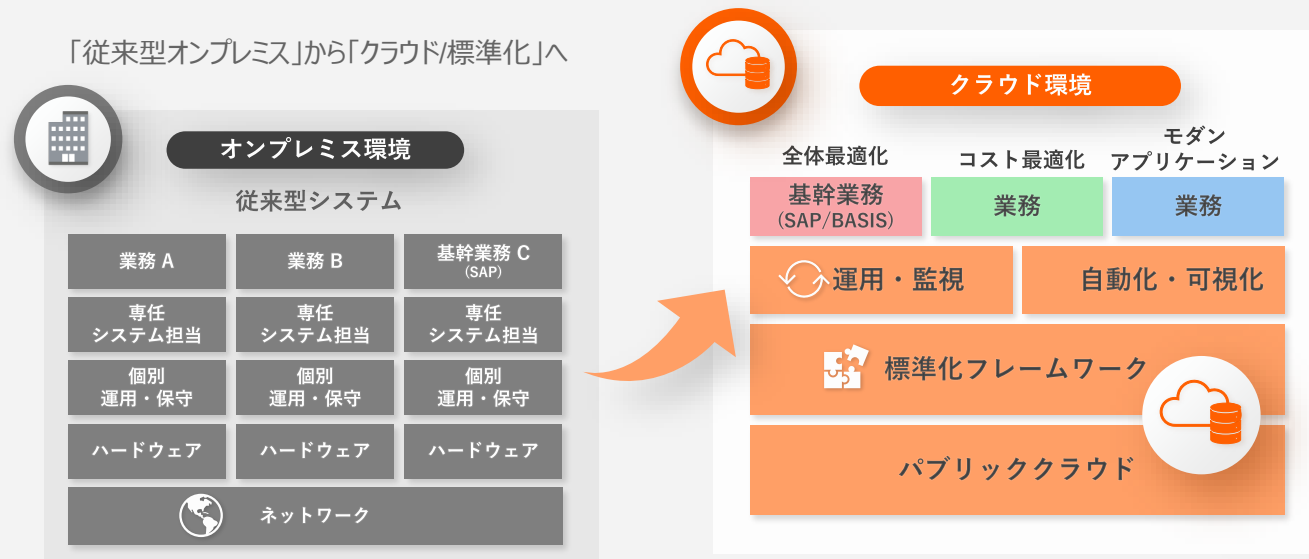 「従来型オンプレミス」から「クラウド/標準化」へ
オンプレミス環境
従来型システム
業務 A
業務 B
基幹業務 C
(SAP)
専任
システム担当
専任
システム担当
専任
システム担当
個別
運用・保守
個別
運用・保守
個別
運用・保守
ハードウェア
ハードウェア
ハードウェア
ネットワーク
クラウド環境
全体最適化
コスト最適化
モダン
アプリケーション
基幹業務
(SAP/BASIS)
業務
業務
運用・監視
自動化・可視化
標準化フレームワーク
パブリッククラウド